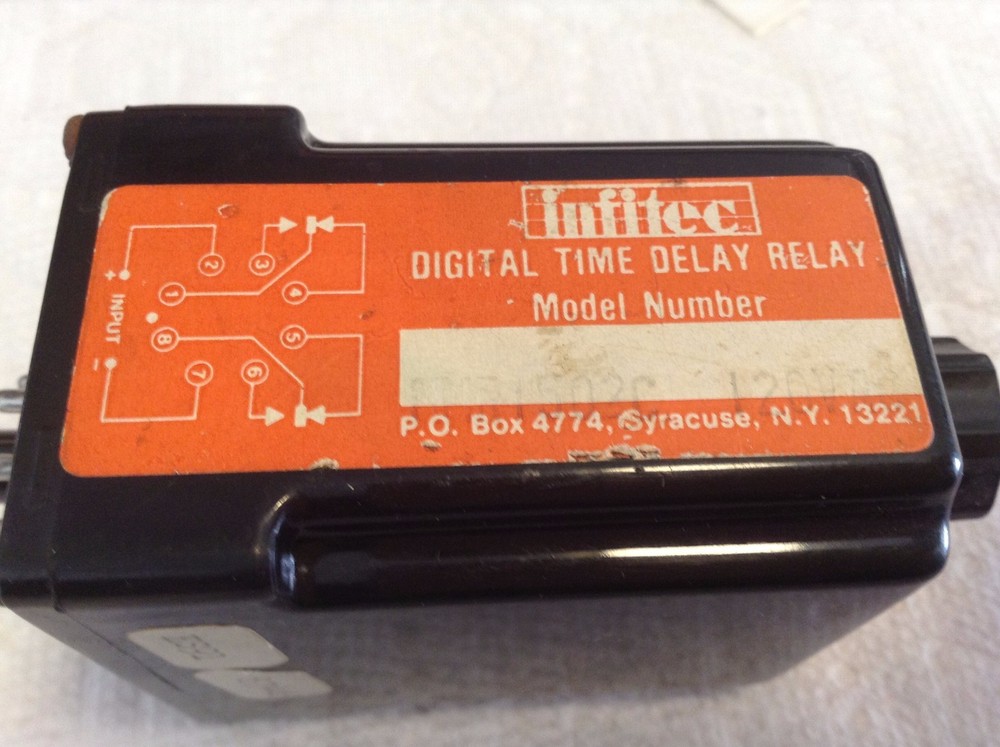 infitec
DIGITAL TIME DELAY RELAY
Model Number
P.O. Box 4774, Syracuse, N.Y. 13221
+ INPUT -
2
3
1
4
8
5
7
6